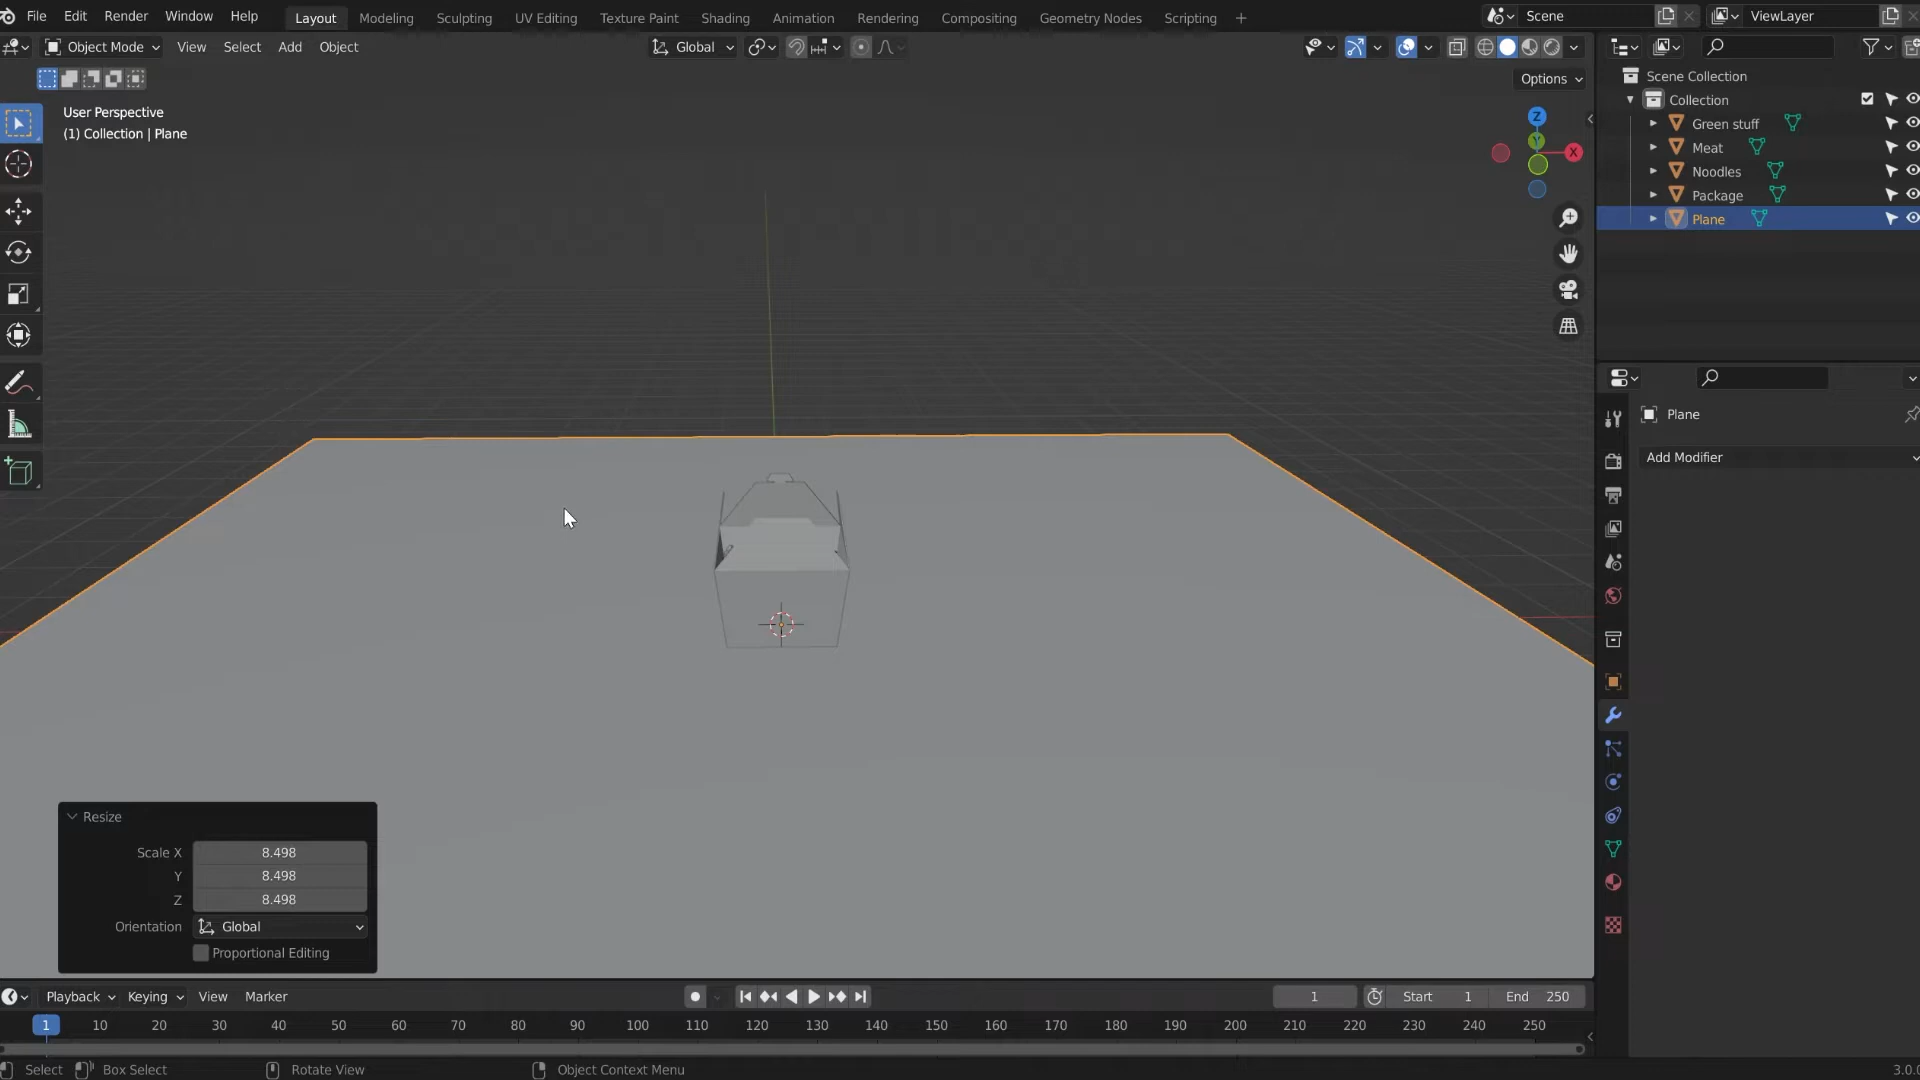 File Edit Render Window Help
Layout Modeling Sculpting UV Editing Texture Paint Shading Animation Rendering Compositing Geometry Nodes Scripting +
Scene
ViewLayer
Object Mode View Select Add Object
Global
Options
User Perspective
(1) Collection | Plane
Z
Y
X
Scene Collection
Collection
Green stuff
Meat
Noodles
Package
Plane
Plane
Add Modifier
Resize
Scale X 8.498
Y 8.498
Z 8.498
Orientation Global
Proportional Editing
Playback Keying View Marker
1
Start 1
End 250
1 10 20 30 40 50 60 70 80 90 100 110 120 130 140 150 160 170 180 190 200 210 220 230 240 250
Select Box Select Rotate View Object Context Menu